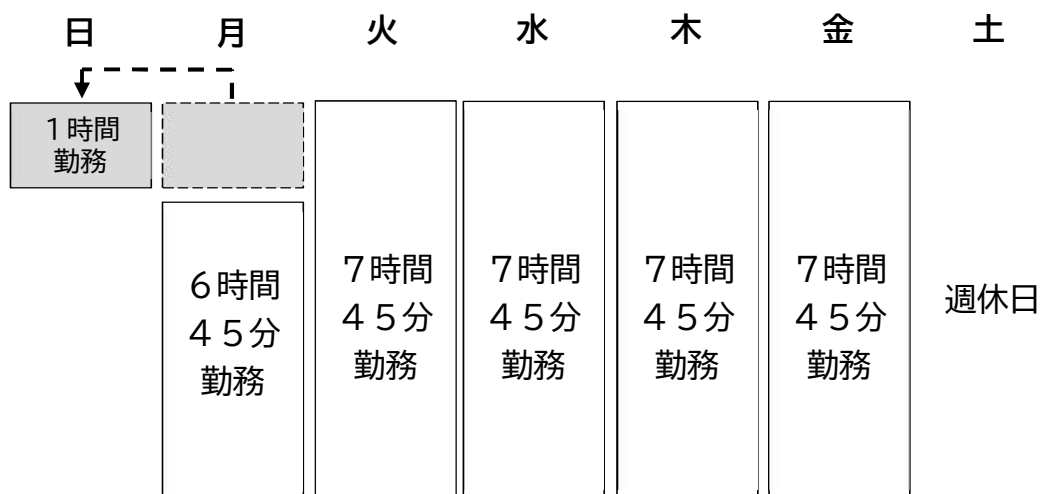 日 月 火 水 木 金 土
１時間
勤務
６時間
４５分
勤務
７時間
４５分
勤務
７時間
４５分
勤務
７時間
４５分
勤務
７時間
４５分
勤務
週休日